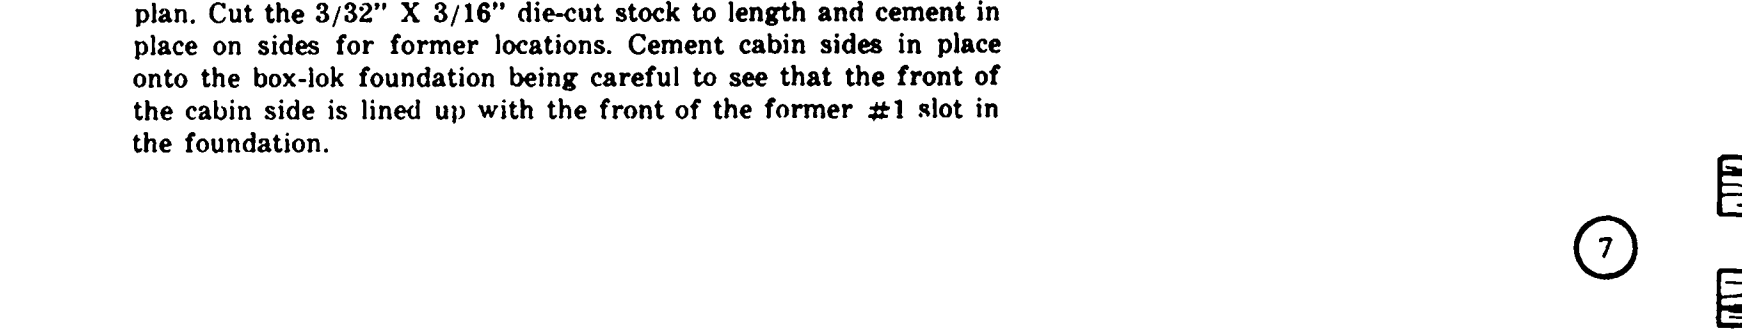 plan. Cut the 3/32" X 3/16" die-cut stock to length and cement in
place on sides for former locations. Cement cabin sides in place
onto the box-lok foundation being careful to see that the front of
the cabin side is lined up with the front of the former #1 slot in
the foundation.
7